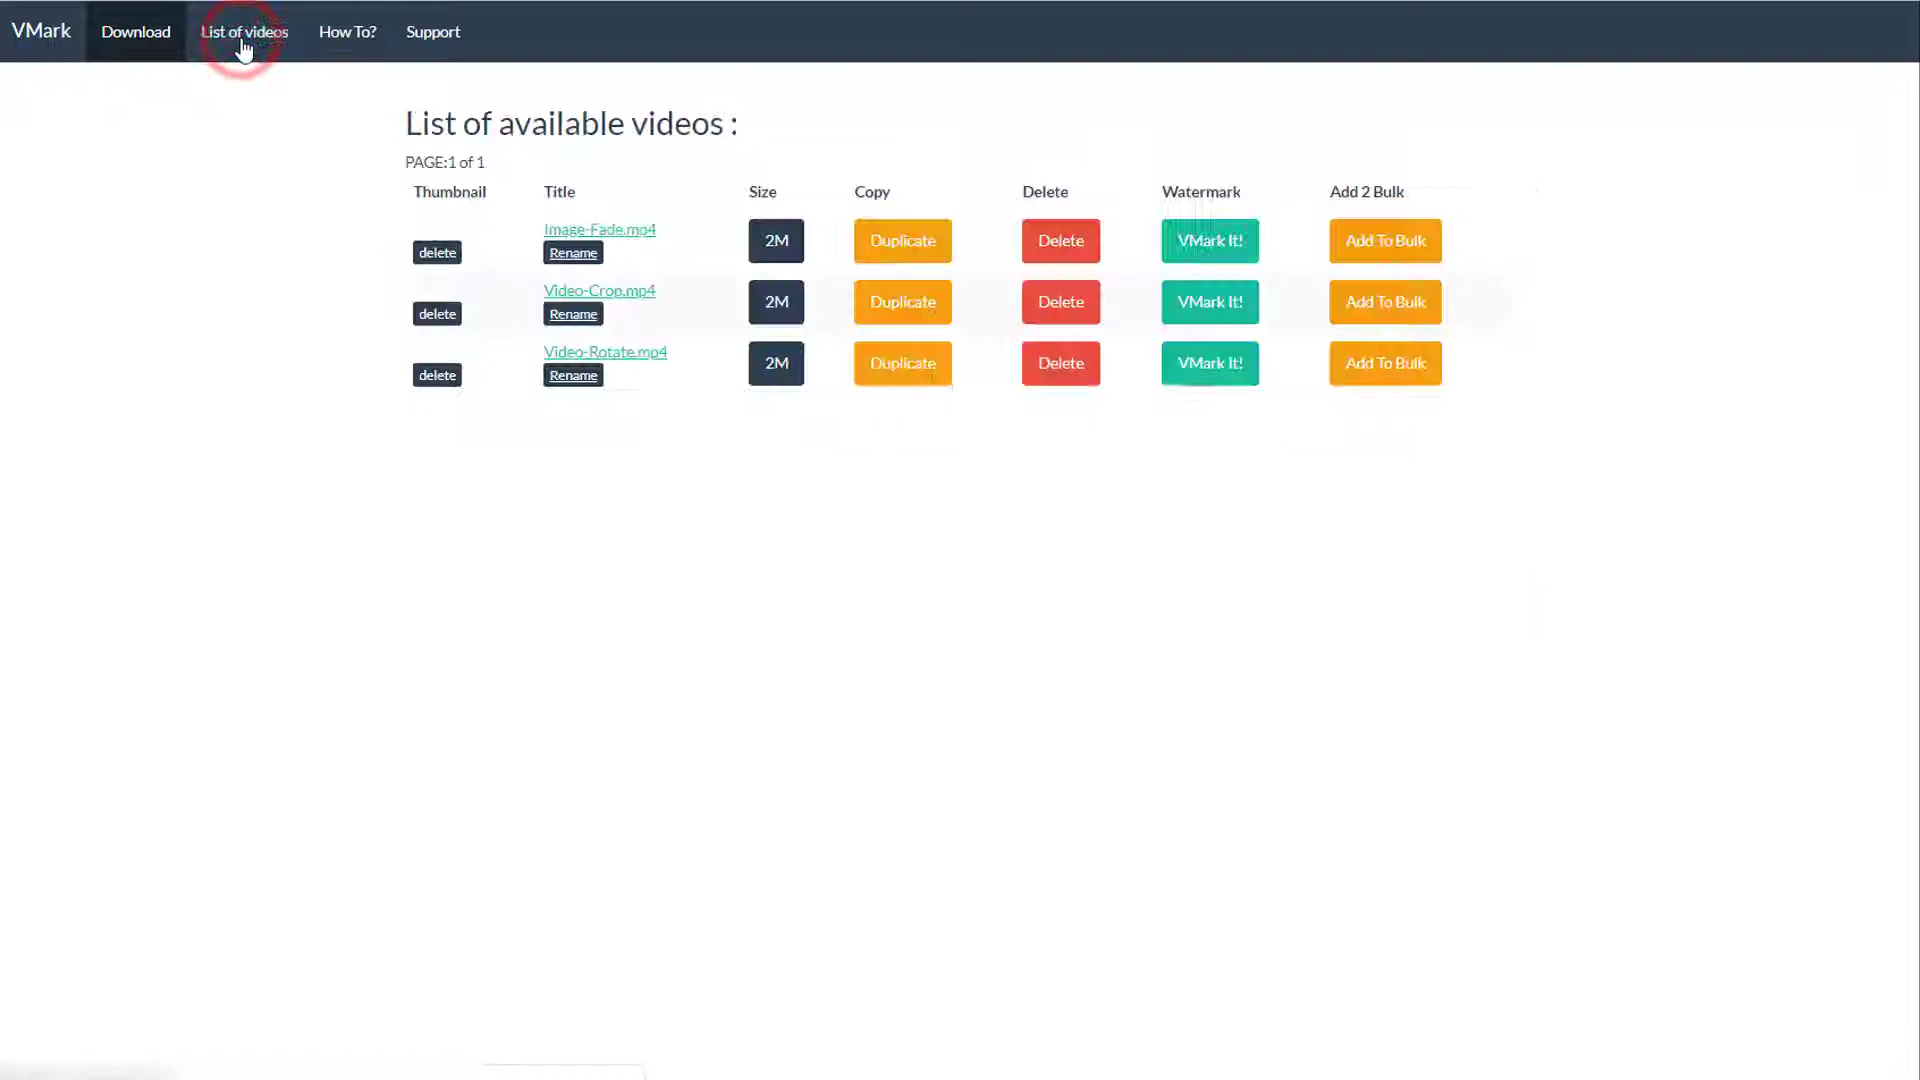 VMark Download List of videos How To? Support
List of available videos :
PAGE:1 of 1
Thumbnail Title Size Copy Delete Watermark Add 2 Bulk
delete Image-Fade.mp4 Rename 2M Duplicate Delete VMark It! Add To Bulk
delete Video-Crop.mp4 Rename 2M Duplicate Delete VMark It! Add To Bulk
delete Video-Rotate.mp4 Rename 2M Duplicate Delete VMark It! Add To Bulk